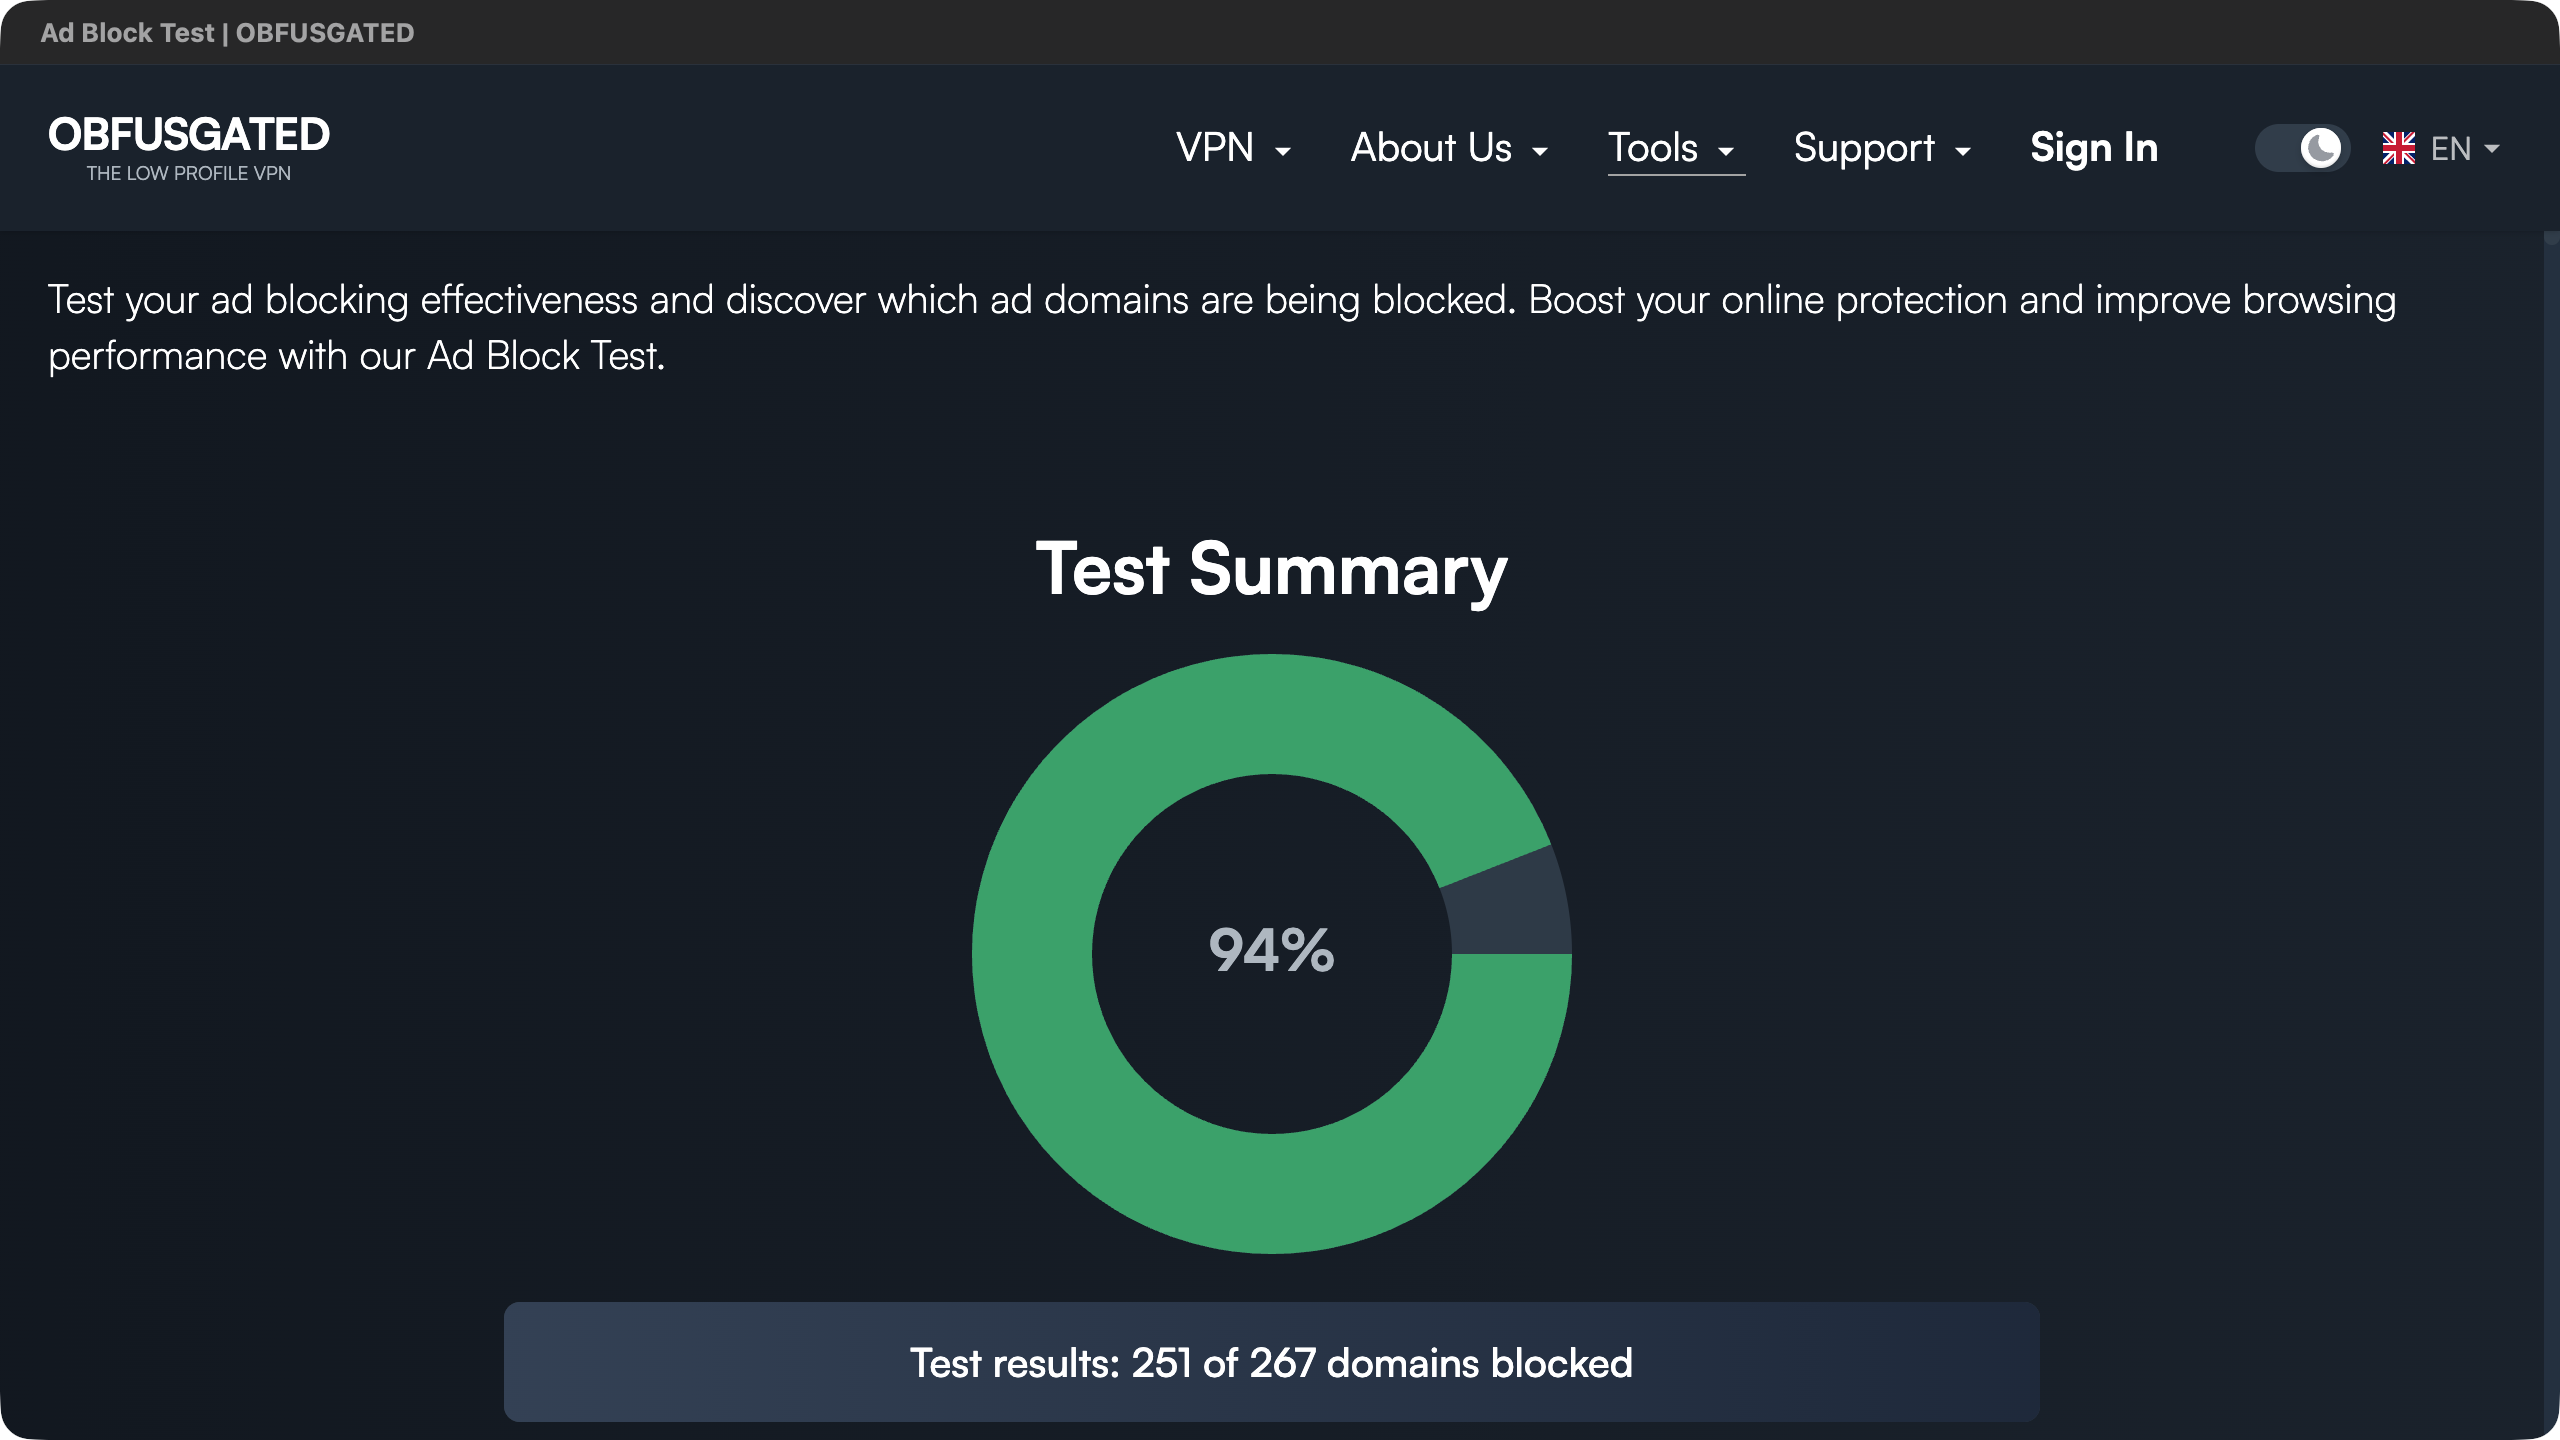 Ad Block Test | OBFUSGATED
OBFUSGATED
THE LOW PROFILE VPN
VPN
About Us
Tools
Support
Sign In
EN
Test your ad blocking effectiveness and discover which ad domains are being blocked. Boost your online protection and improve browsing
performance with our Ad Block Test.
Test Summary
94%
Test results: 251 of 267 domains blocked